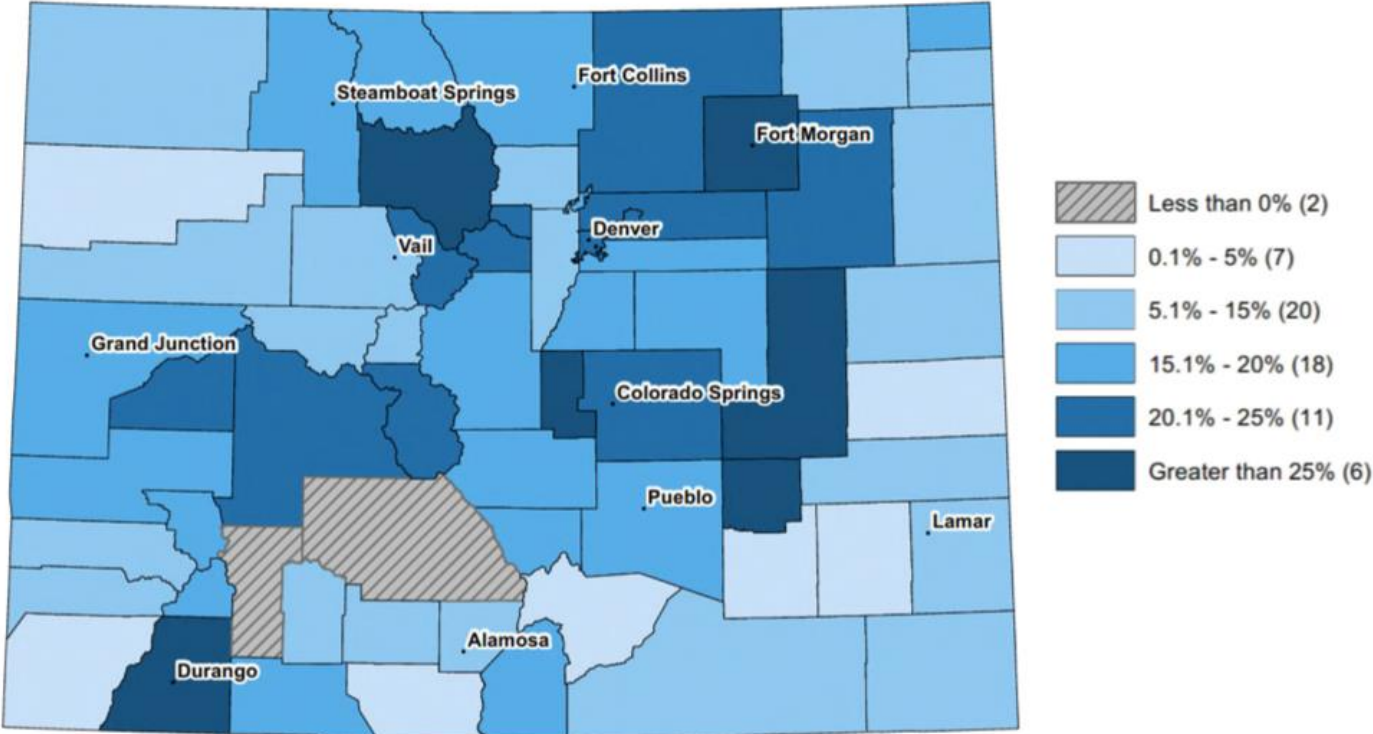 Steamboat Springs
Fort Collins
Fort Morgan
Vail
Denver
Grand Junction
Colorado Springs
Pueblo
Lamar
Alamosa
Durango
Less than 0% (2)
0.1% - 5% (7)
5.1% - 15% (20)
15.1% - 20% (18)
20.1% - 25% (11)
Greater than 25% (6)